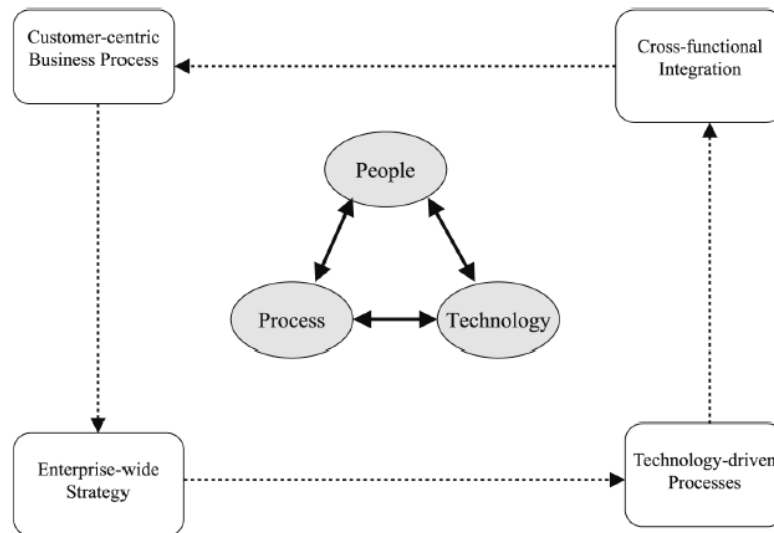 Customer-centric
Business Process
Cross-functional
Integration
People
Process
Technology
Enterprise-wide
Strategy
Technology-driven
Processes